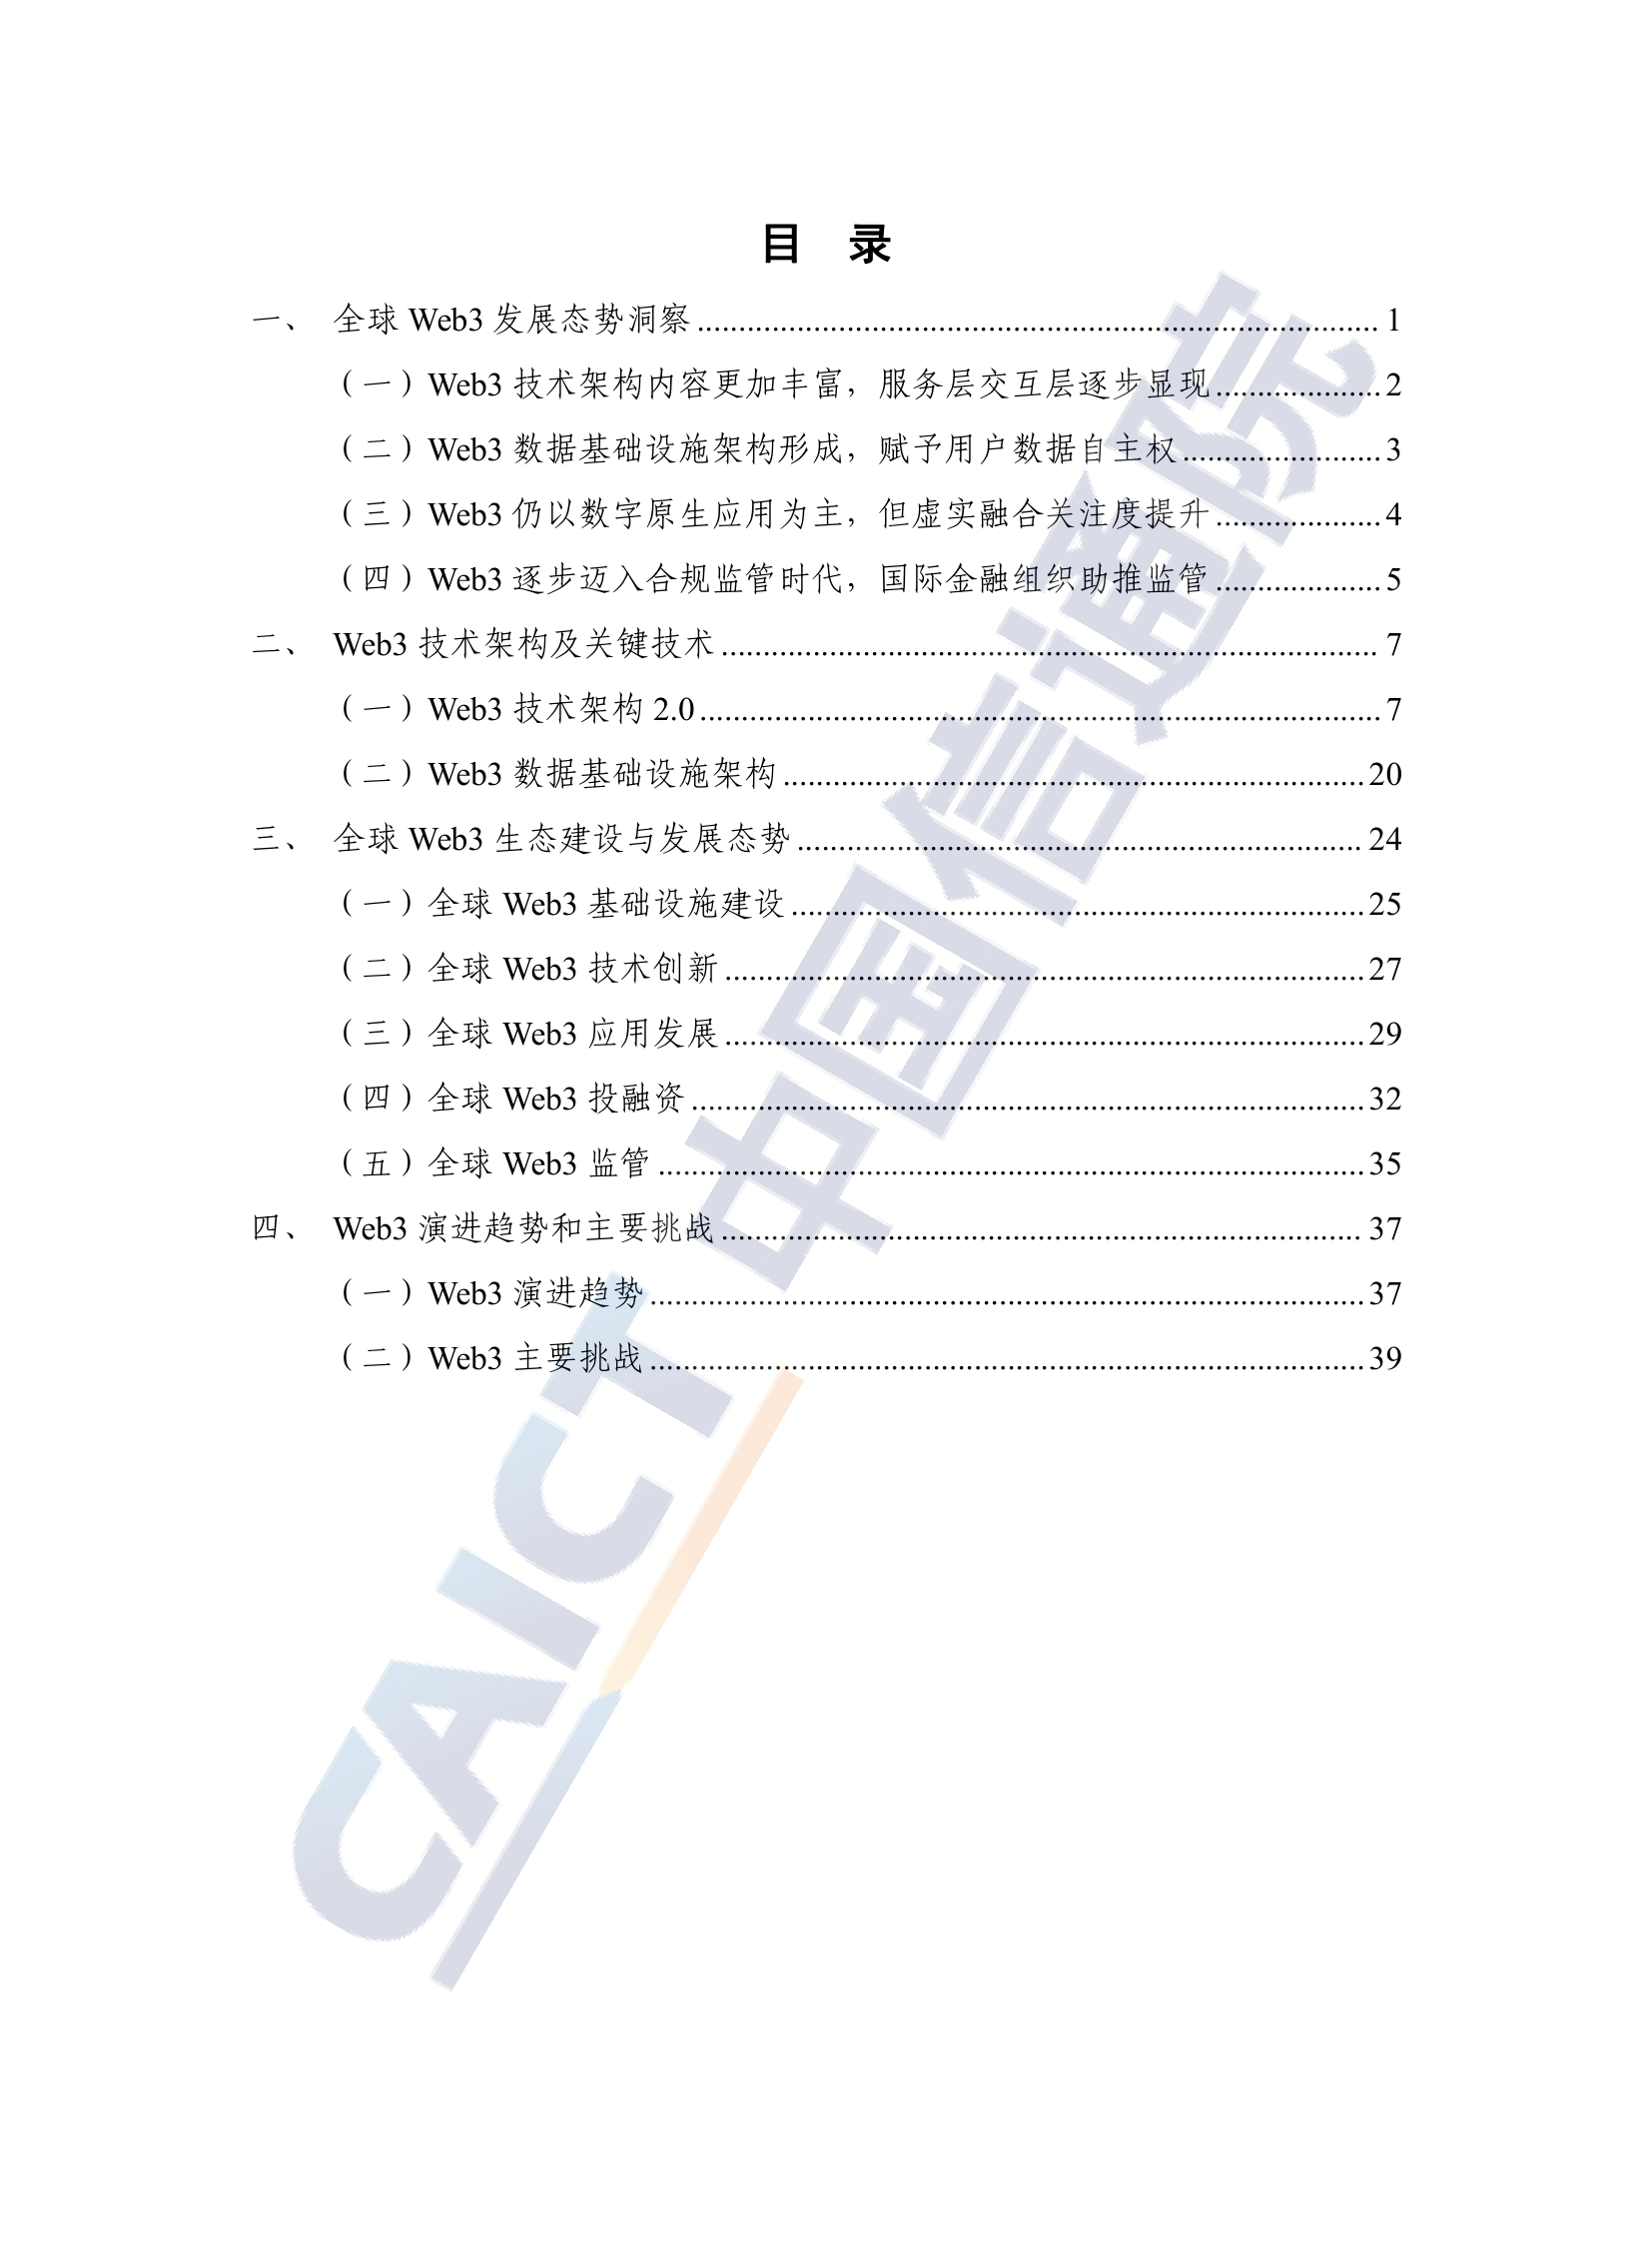 目 录
一、 全球 Web3 发展态势洞察........................................ 1
（一）Web3 技术架构内容更加丰富，服务层交互层逐步显现....................2
（二）Web3 数据基础设施架构形成，赋予用户数据自主权........................3
（三）Web3 仍以数字原生应用为主，但虚实融合关注度提升....................4
（四）Web3 逐步迈入合规监管时代，国际金融组织助推监管....................5
二、 Web3 技术架构及关键技术........................................ 7
（一）Web3 技术架构 2.0........................................7
（二）Web3 数据基础设施架构........................................20
三、 全球 Web3 生态建设与发展态势........................................ 24
（一）全球 Web3 基础设施建设........................................25
（二）全球 Web3 技术创新........................................27
（三）全球 Web3 应用发展........................................29
（四）全球 Web3 投融资........................................32
（五）全球 Web3 监管........................................35
四、 Web3 演进趋势和主要挑战........................................ 37
（一）Web3 演进趋势........................................37
（二）Web3 主要挑战........................................39
CAICT 中国信通院